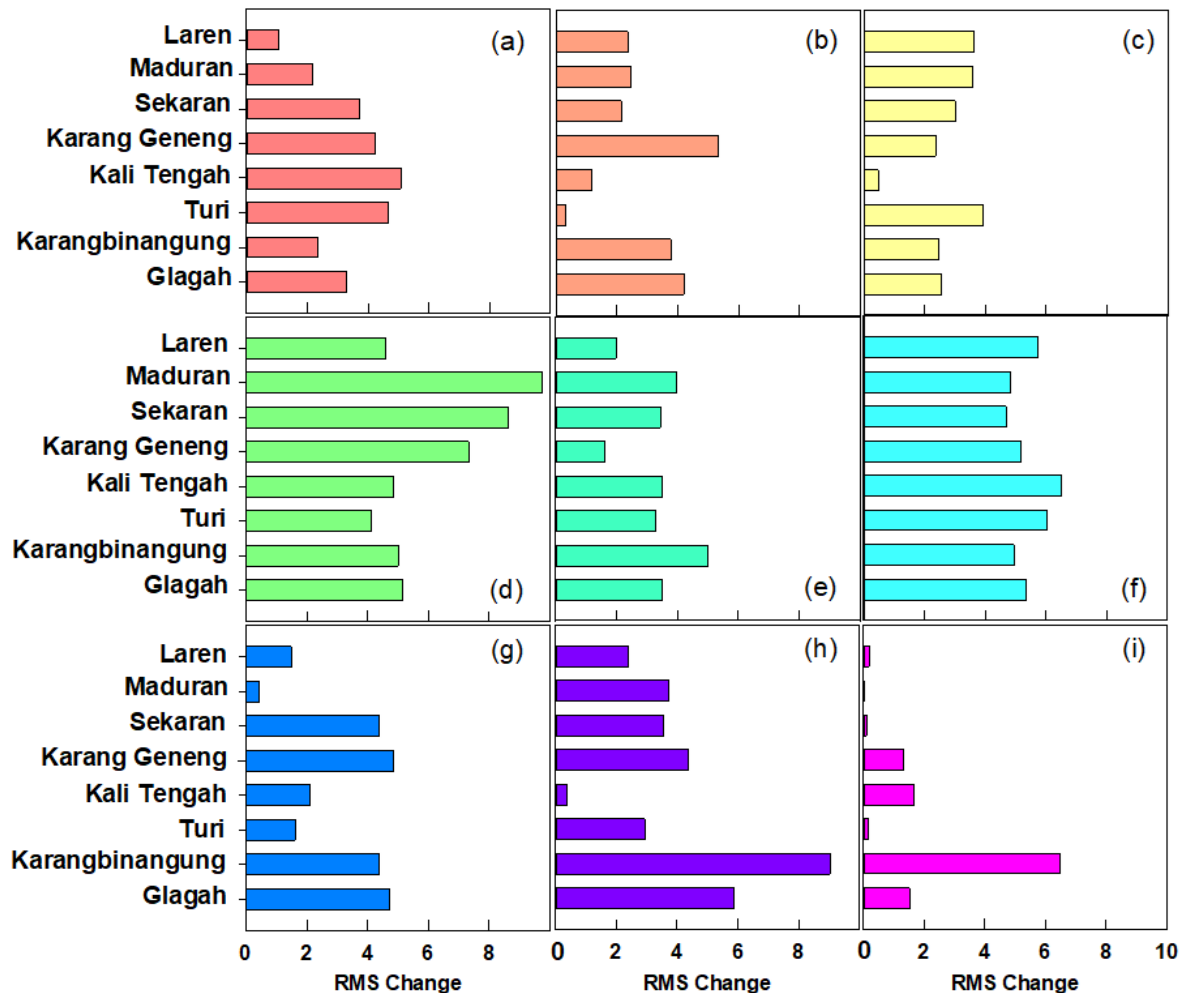 Laren
Maduran
Sekaran
Karang Geneng
Kali Tengah
Turi
Karangbinangung
Glagah
(a)
(b)
(c)
Laren
Maduran
Sekaran
Karang Geneng
Kali Tengah
Turi
Karangbinangung
Glagah
(d)
(e)
(f)
Laren
Maduran
Sekaran
Karang Geneng
Kali Tengah
Turi
Karangbinangung
Glagah
(g)
(h)
(i)
0 2 4 6 8 0 2 4 6 8 0 2 4 6 8 10
RMS Change RMS Change RMS Change